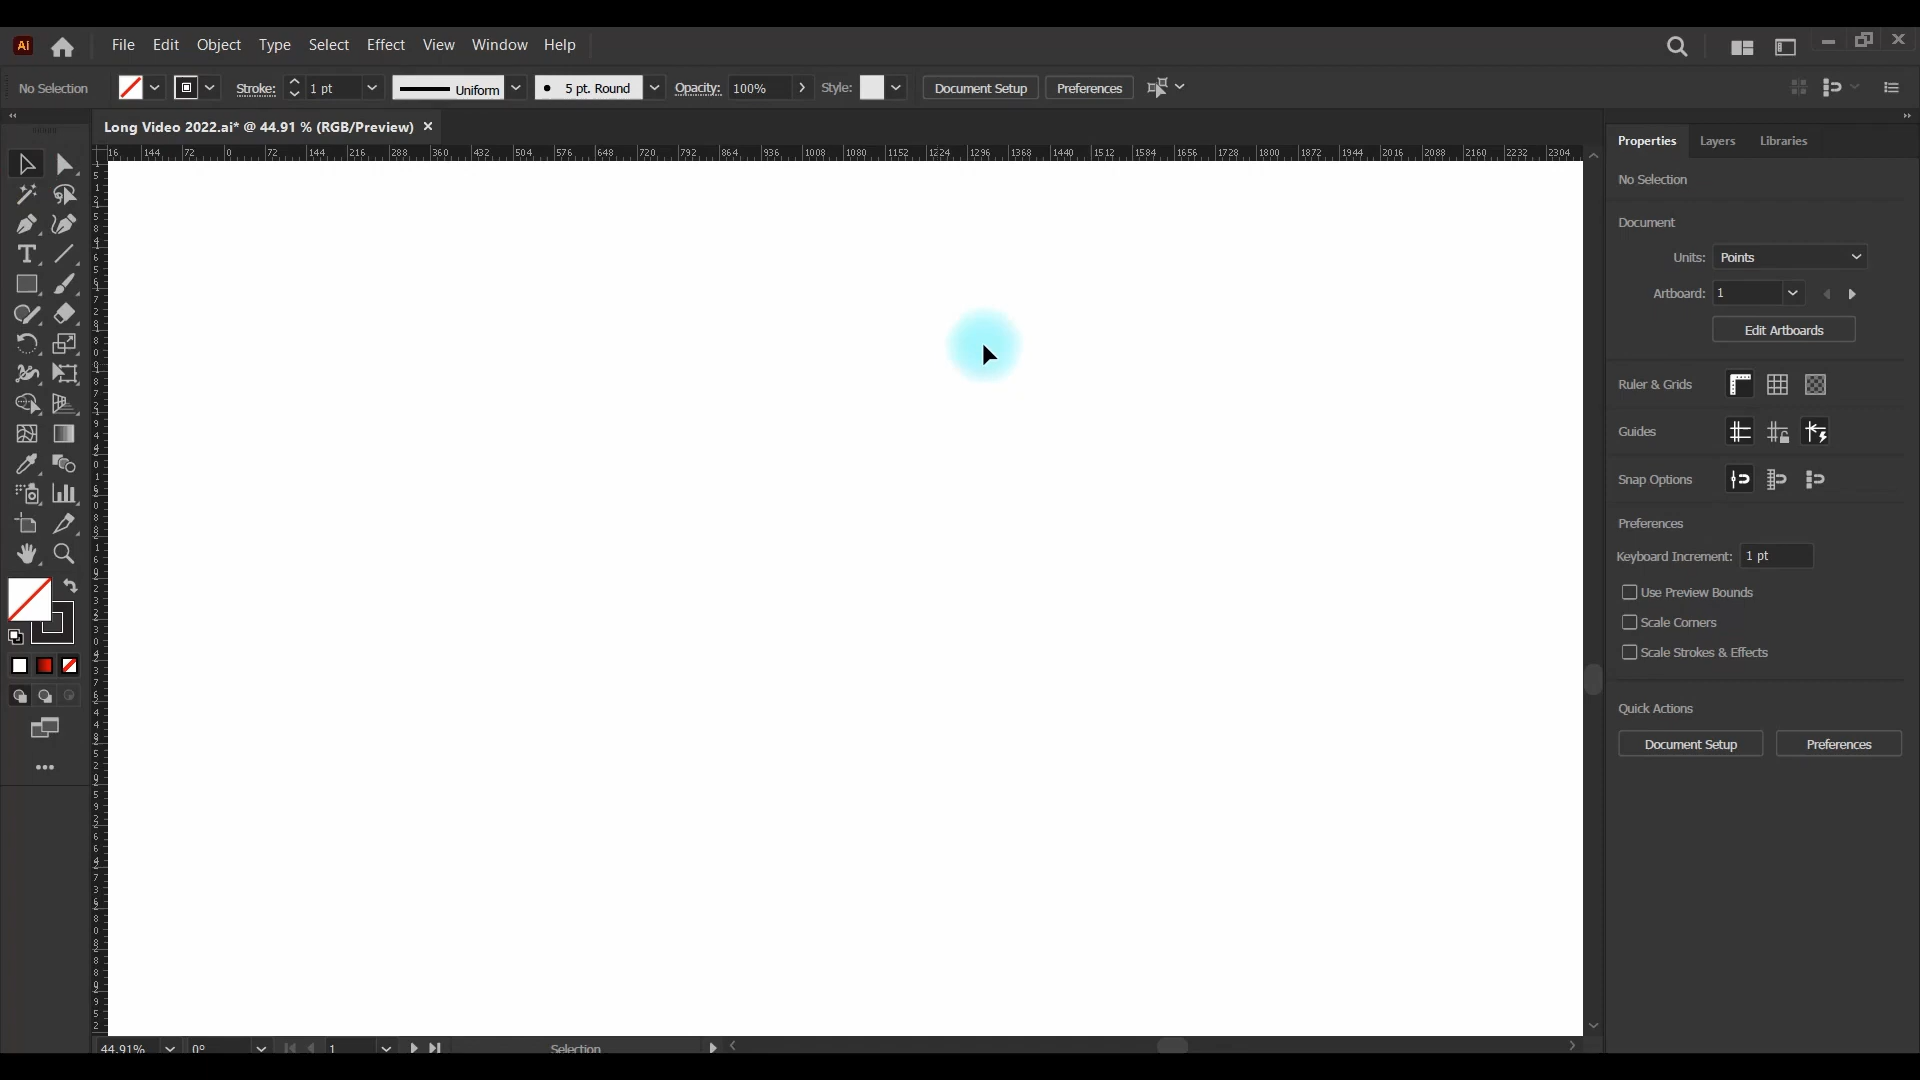 Ai File Edit Object Type Select Effect View Window Help
No Selection Stroke: 1 pt Uniform 5 pt. Round Opacity: 100% Style: Document Setup Preferences
Long Video 2022.ai* @ 44.91 % (RGB/Preview) ×
16 144 72 0 72 144 216 288 360 432 504 576 648 720 792 864 936 1008 1080 1152 1224 1296 1368 1440 1512 1584 1656 1728 1800 1872 1944 2016 2088 2160 2232 2304
Properties Layers Libraries
No Selection
Document
Units: Points
Artboard: 1
Edit Artboards
Ruler & Grids
Guides
Snap Options
Preferences
Keyboard Increment: 1 pt
Use Preview Bounds
Scale Corners
Scale Strokes & Effects
Quick Actions
Document Setup Preferences
44.91% 0° 1 Selection